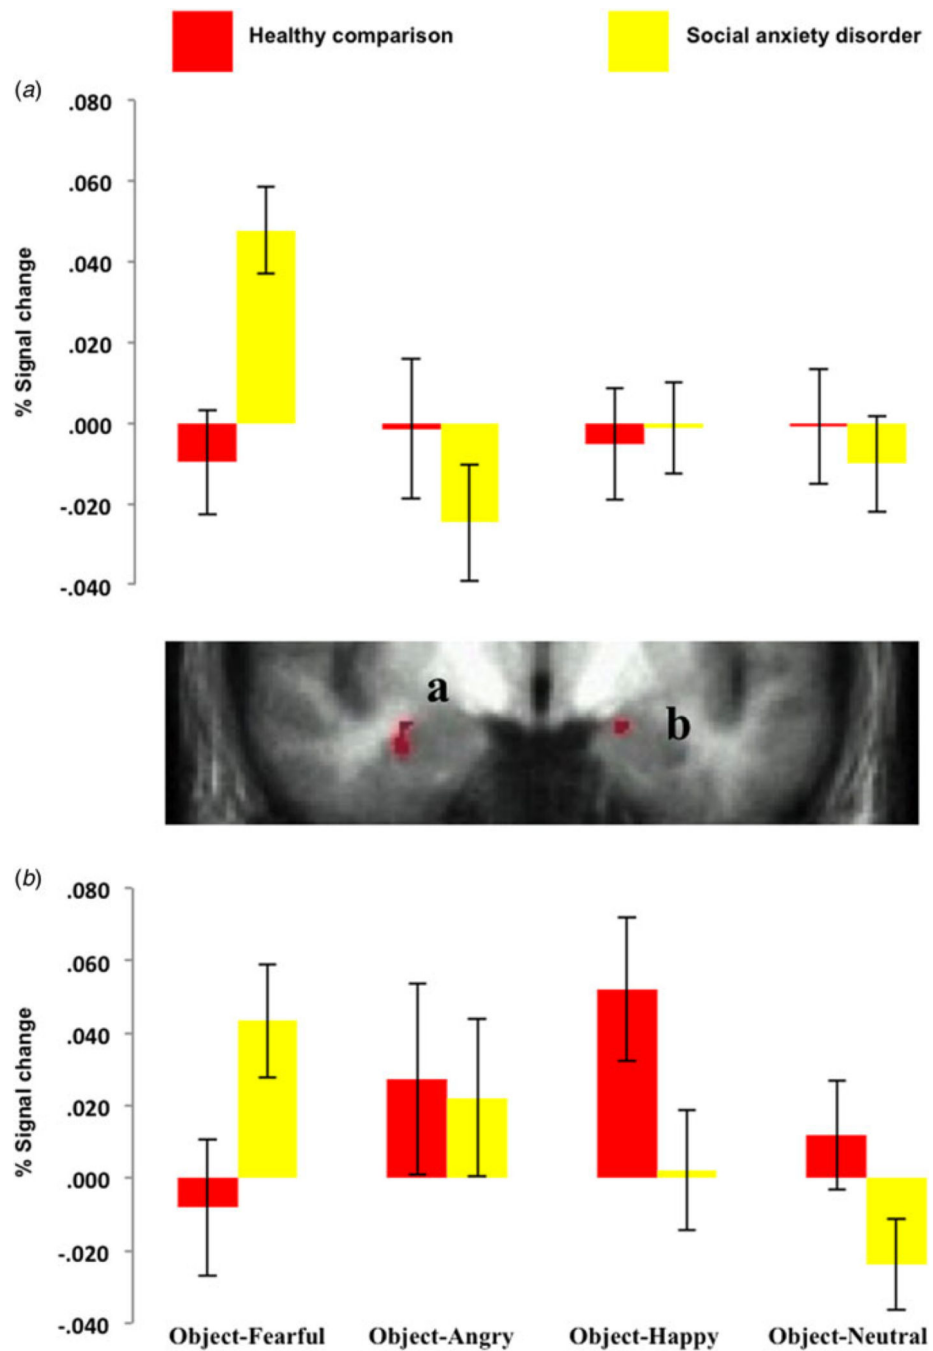 Healthy comparison
Social anxiety disorder
(a)
.080
.060
.040
.020
.000
-.020
-.040
% Signal change
a
b
(b)
.080
.060
.040
.020
.000
-.020
-.040
% Signal change
Object-Fearful
Object-Angry
Object-Happy
Object-Neutral